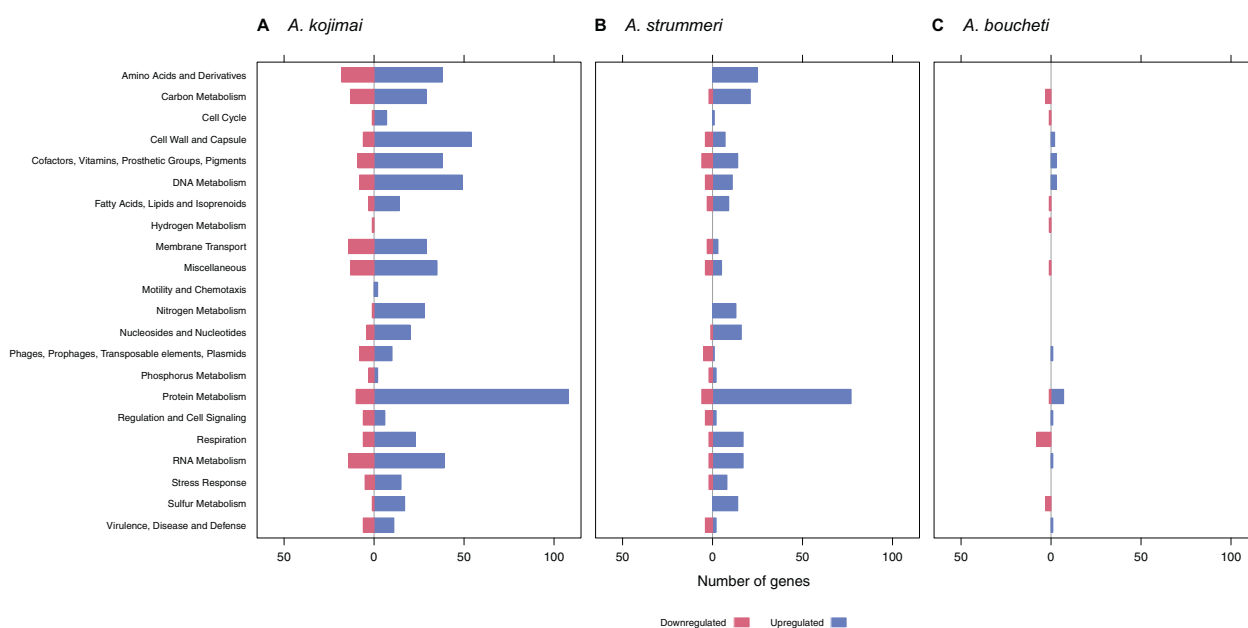 A A. kojimai
B A. strummeri
C A. boucheti
50 0 50 100
50 0 50 100
50 0 50 100
Amino Acids and Derivatives
Carbon Metabolism
Cell Cycle
Cell Wall and Capsule
Cofactors, Vitamins, Prosthetic Groups, Pigments
DNA Metabolism
Fatty Acids, Lipids and Isoprenoids
Hydrogen Metabolism
Membrane Transport
Miscellaneous
Motility and Chemotaxis
Nitrogen Metabolism
Nucleosides and Nucleotides
Phages, Prophages, Transposable elements, Plasmids
Phosphorus Metabolism
Protein Metabolism
Regulation and Cell Signaling
Respiration
RNA Metabolism
Stress Response
Sulfur Metabolism
Virulence, Disease and Defense
Number of genes
Downregulated Upregulated